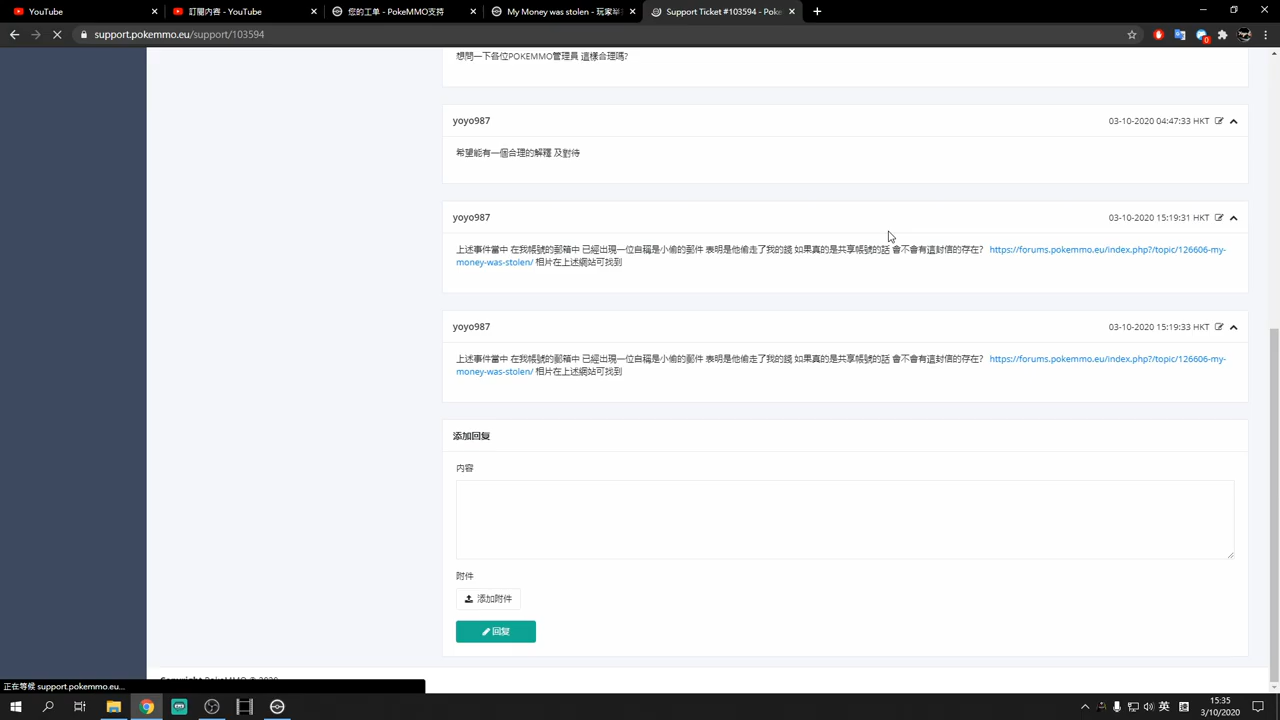 YouTube
訂閱內容 - YouTube
您的工单 - PokeMMO支持
My Money was stolen - 玩家举
Support Ticket #103594 - Poke
support.pokemmo.eu/support/103594
0
想問一下各位POKEMMO管理員 這樣合理嗎?
yoyo987
03-10-2020 04:47:33 HKT
希望能有一個合理的解釋 及對待
yoyo987
03-10-2020 15:19:31 HKT
上述事件當中 在我帳號的郵箱中 已經出現一位自稱是小偷的郵件 表明是他偷走了我的錢 如果真的是共享帳號的話 會不會有這封信的存在? https://forums.pokemmo.eu/index.php?/topic/126606-my-
money-was-stolen/ 相片在上述網站可找到
yoyo987
03-10-2020 15:19:33 HKT
上述事件當中 在我帳號的郵箱中 已經出現一位自稱是小偷的郵件 表明是他偷走了我的錢 如果真的是共享帳號的話 會不會有這封信的存在? https://forums.pokemmo.eu/index.php?/topic/126606-my-
money-was-stolen/ 相片在上述網站可找到
添加回复
内容
附件
添加附件
回复
Copyright PokeMMO © 2020
正在等候 support.pokemmo.eu...
英
15:35
3/10/2020